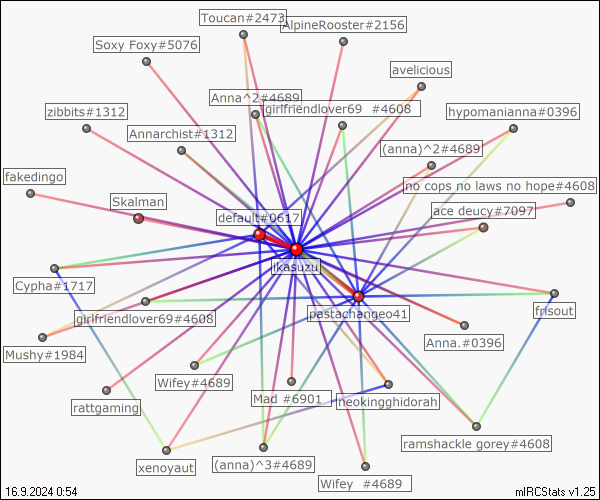 Toucan#2473
AlpineRooster#2156
Soxy Foxy#5076
avelicious
Anna^2#4689
girlfriendlover69 #4608
zibbits#1312
hypomanianna#0396
Annarchist#1312
(anna)^2#4689
fakedingo
no cops no laws no hope#4608
Skalman
ace deucy#7097
default#0617
ikasuzu
Cypha#1717
pastachange041
frisout
girlfriendlover69#4608
Mushy#1984
Anna.#0396
Wifey#4689
Mad #6901
neokingghidorah
rattgaming
ramshackle gorey#4608
xenoyaut
(anna)^3#4689
Wifey #4689
16.9.2024 0:54
mIRCStats v1.25